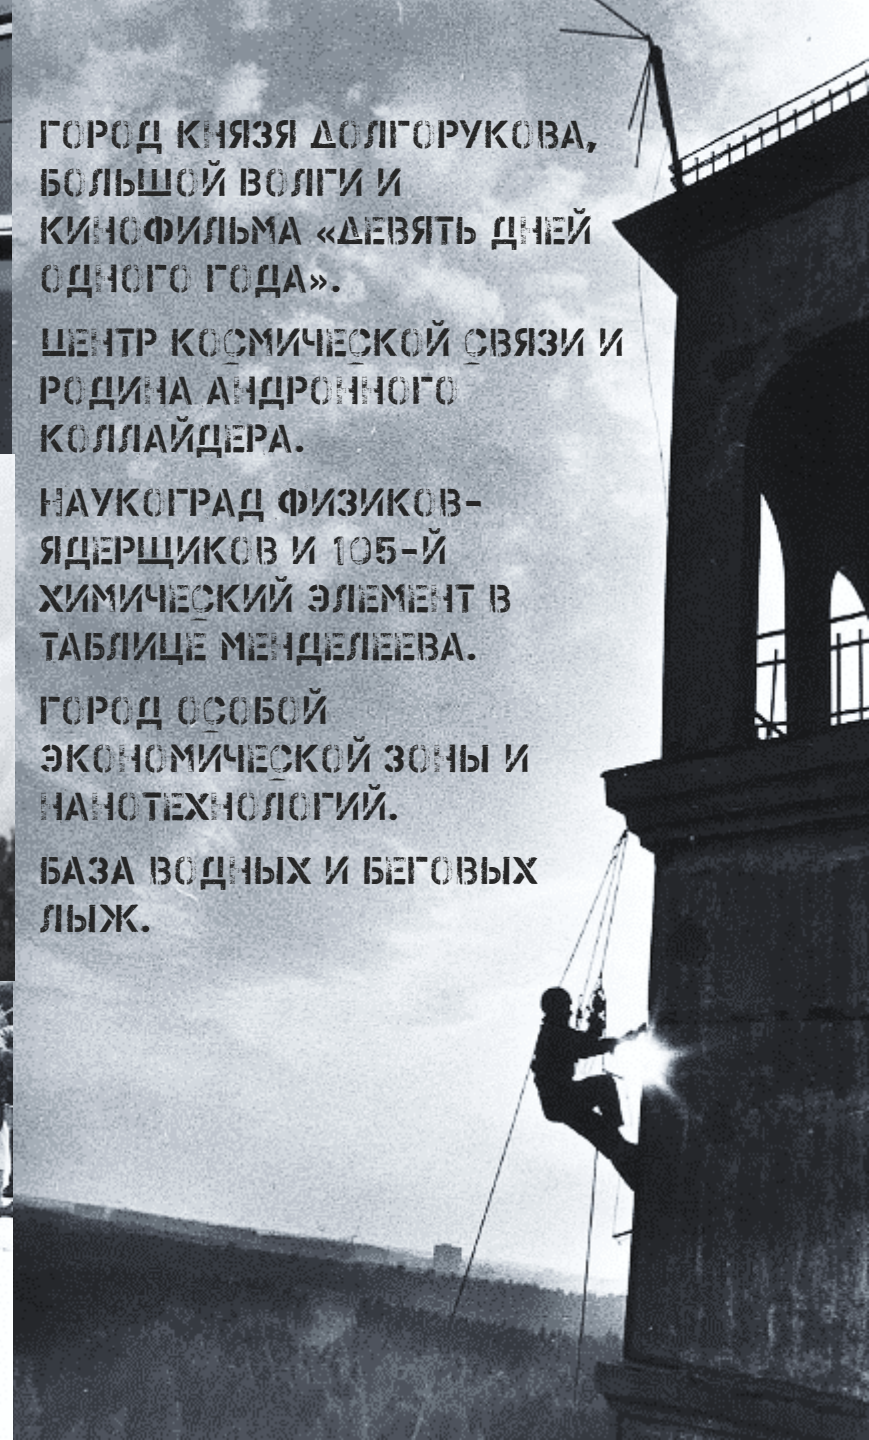 ГОРОД КНЯЗЯ ДОЛГОРУКОВА,
БОЛЬШОЙ ВОЛГИ И
КИНОФИЛЬМА «ДЕВЯТЬ ДНЕЙ
ОДНОГО ГОДА».
ЦЕНТР КОСМИЧЕСКОЙ СВЯЗИ И
РОДИНА АНДРОННОГО
КОЛЛАЙДЕРА.
НАУКОГРАД ФИЗИКОВ-
ЯДЕРЩИКОВ И 105-Й
ХИМИЧЕСКИЙ ЭЛЕМЕНТ В
ТАБЛИЦЕ МЕНДЕЛЕЕВА.
ГОРОД ОСОБОЙ
ЭКОНОМИЧЕСКОЙ ЗОНЫ И
НАНОТЕХНОЛОГИЙ.
БАЗА ВОДНЫХ И БЕГОВЫХ
ЛЫЖ.